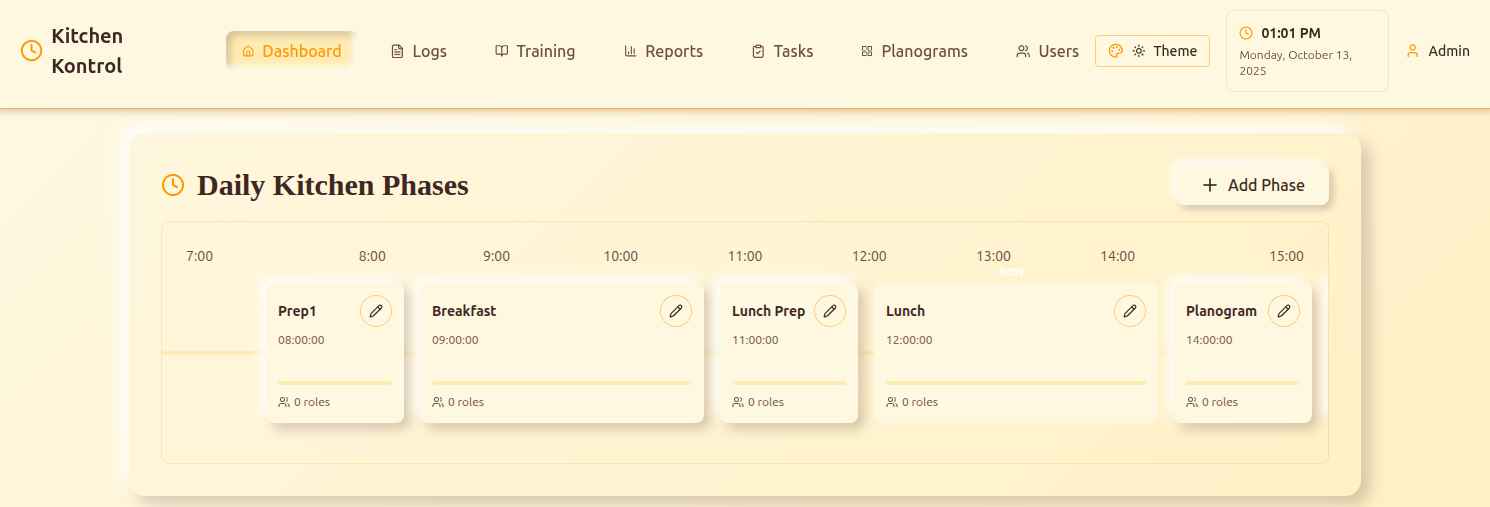 Kitchen
Kontrol
Dashboard
Logs
Training
Reports
Tasks
Planograms
Users
Theme
01:01 PM
Monday, October 13,
2025
Admin
Daily Kitchen Phases
Add Phase
7:00 8:00 9:00 10:00 11:00 12:00 13:00 14:00 15:00
Prep1
08:00:00
0 roles
Breakfast
09:00:00
0 roles
Lunch Prep
11:00:00
0 roles
Lunch
12:00:00
0 roles
Planogram
14:00:00
0 roles